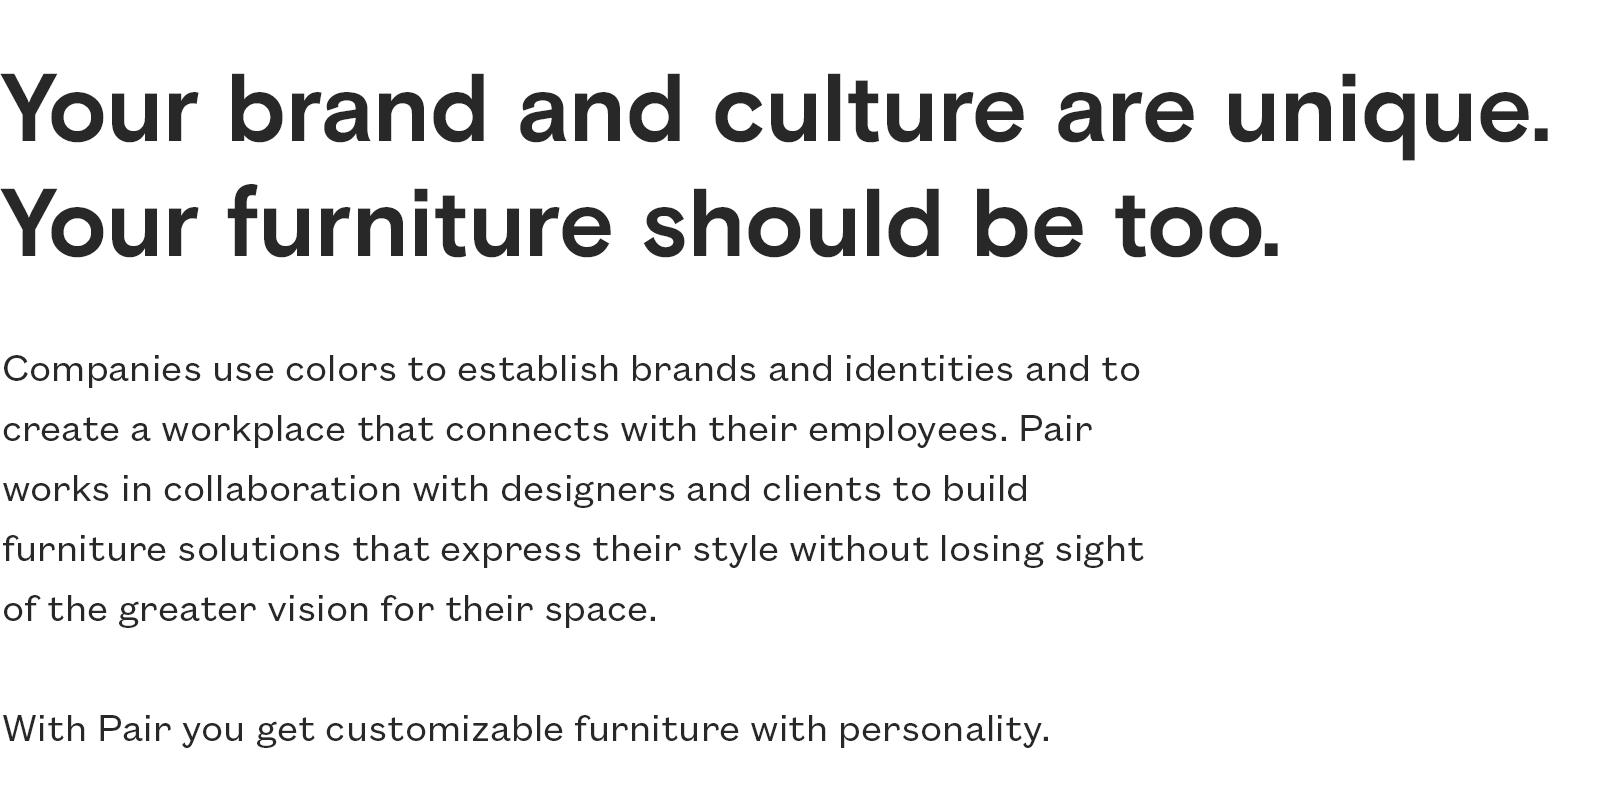 Your brand and culture are unique.
Your furniture should be too.
Companies use colors to establish brands and identities and to
create a workplace that connects with their employees. Pair
works in collaboration with designers and clients to build
furniture solutions that express their style without losing sight
of the greater vision for their space.
With Pair you get customizable furniture with personality.